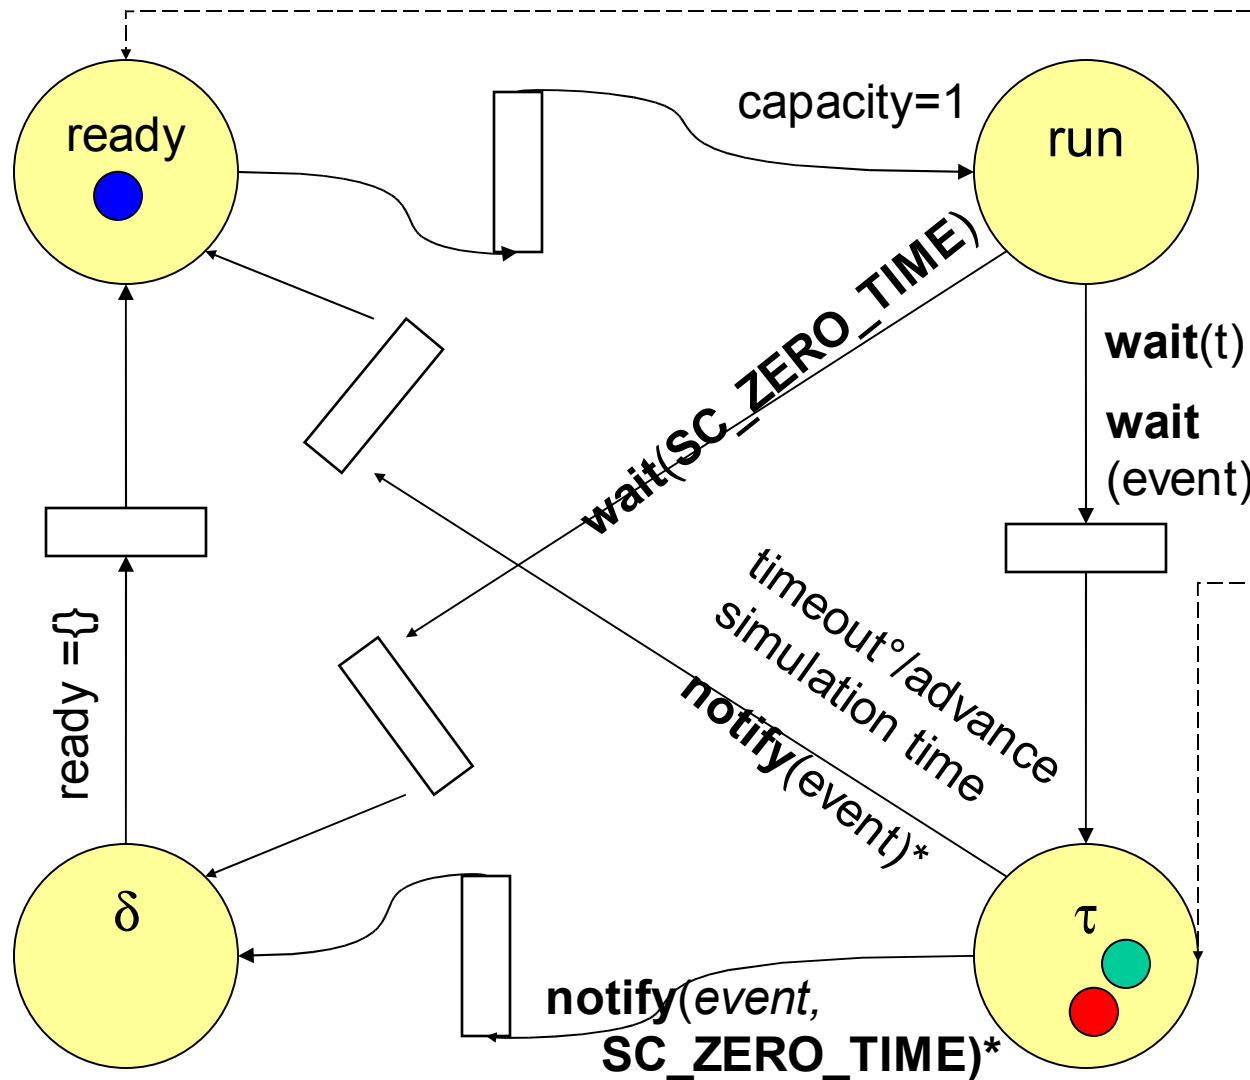 capacity=1
ready
run
wait(SC_ZERO_TIME)
wait(t)
wait
(event)
timeout°/advance
simulation time
notify(event)*
ready ={}
δ
τ
notify(event,
SC_ZERO_TIME)*